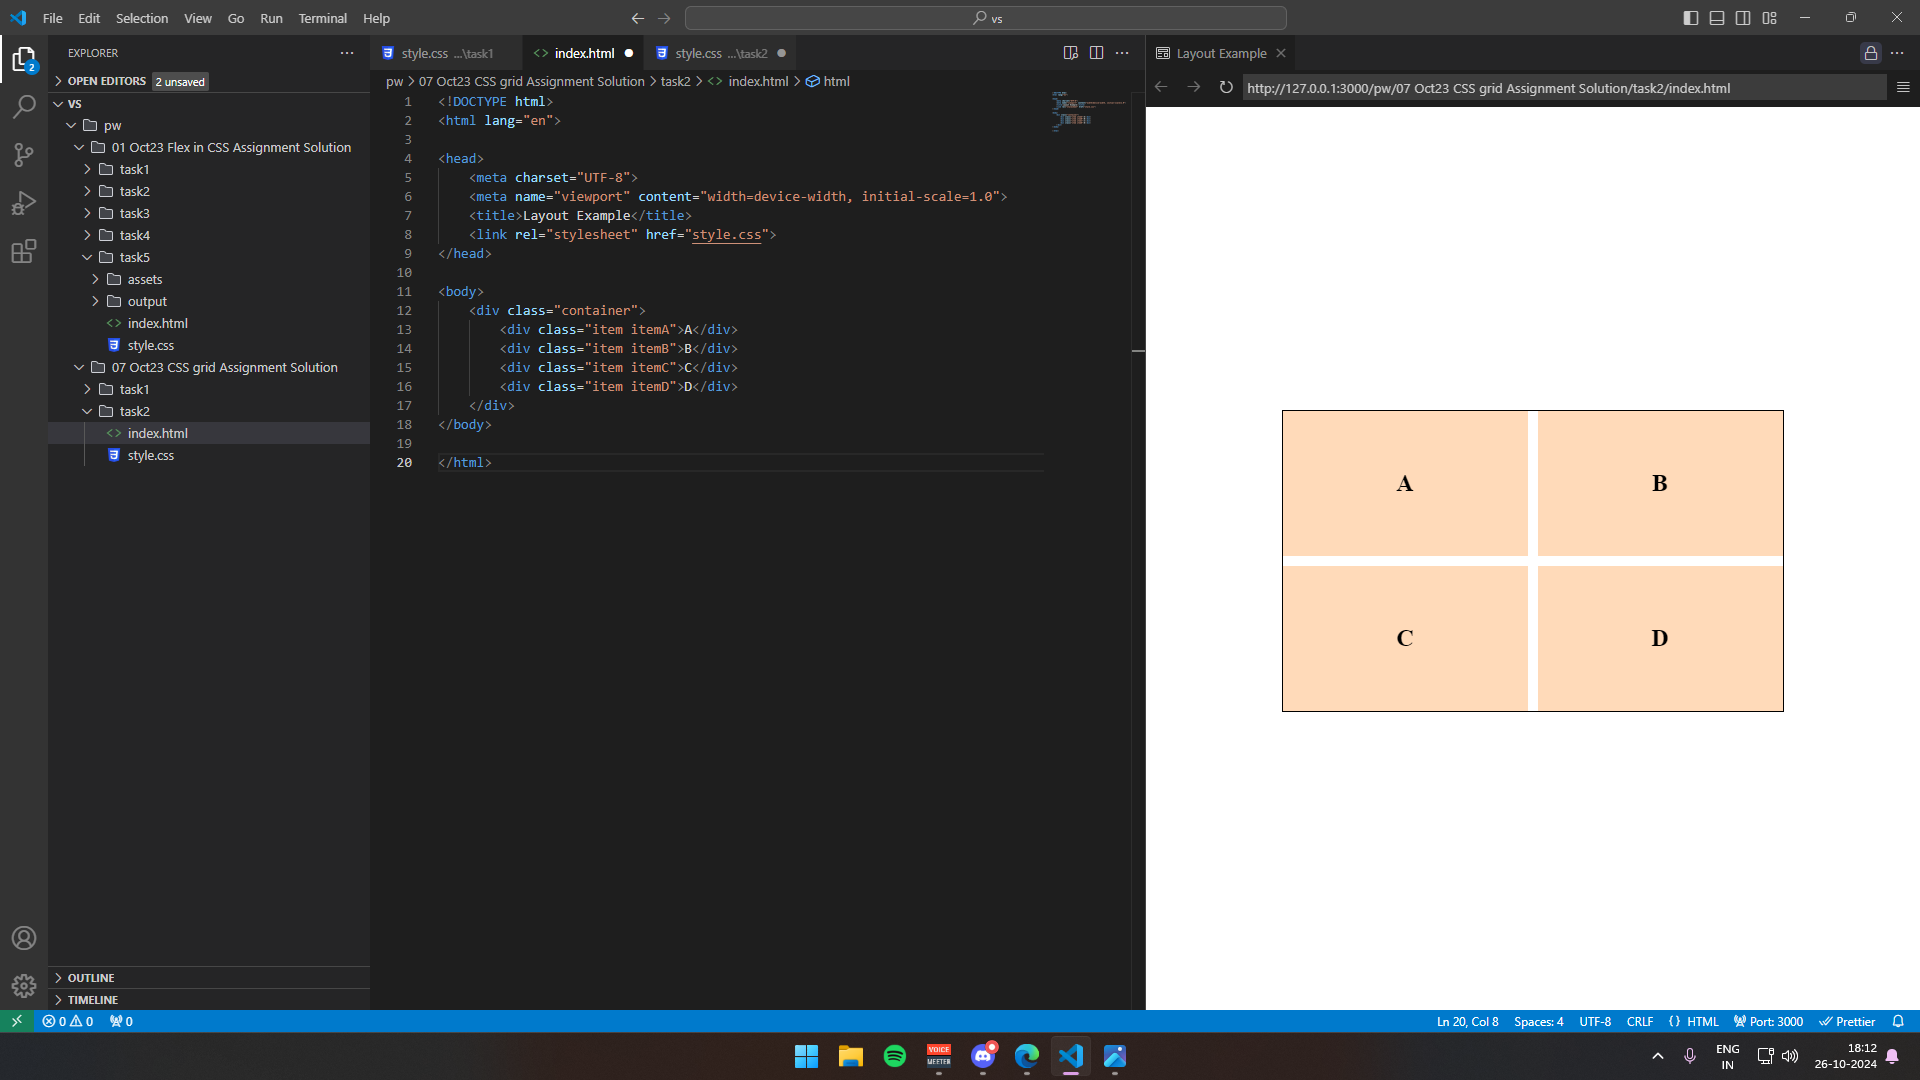 File Edit Selection View Go Run Terminal Help
vs
EXPLORER
OPEN EDITORS 2 unsaved
VS
pw
01 Oct23 Flex in CSS Assignment Solution
task1
task2
task3
task4
task5
assets
output
index.html
style.css
07 Oct23 CSS grid Assignment Solution
task1
task2
index.html
style.css
OUTLINE
TIMELINE
2
style.css ...\task1 index.html style.css ...\task2
pw > 07 Oct23 CSS grid Assignment Solution > task2 > index.html > html
1 <!DOCTYPE html>
2 <html lang="en">
3
4 <head>
5 <meta charset="UTF-8">
6 <meta name="viewport" content="width=device-width, initial-scale=1.0">
7 <title>Layout Example</title>
8 <link rel="stylesheet" href="style.css">
9 </head>
10
11 <body>
12 <div class="container">
13 <div class="item itemA">A</div>
14 <div class="item itemB">B</div>
15 <div class="item itemC">C</div>
16 <div class="item itemD">D</div>
17 </div>
18 </body>
19
20 </html>
Layout Example
http://127.0.0.1:3000/pw/07 Oct23 CSS grid Assignment Solution/task2/index.html
A B
C D
0 0 0 Ln 20, Col 8 Spaces: 4 UTF-8 CRLF {} HTML Port: 3000 Prettier
VOICE
MEETER
ENG
IN
18:12
26-10-2024